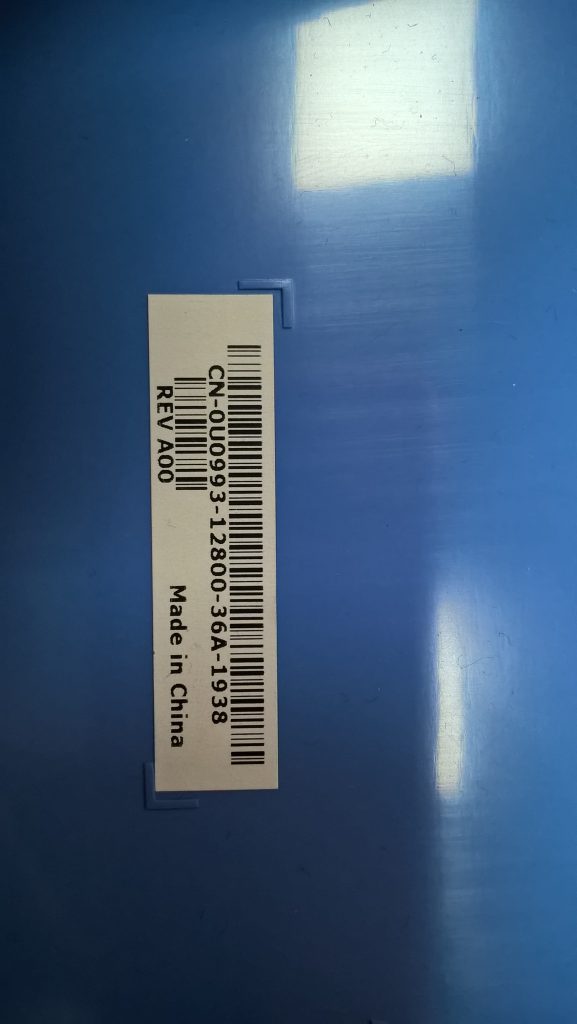 CN-0U0993-12800-36A-1938
REV A00
Made in China